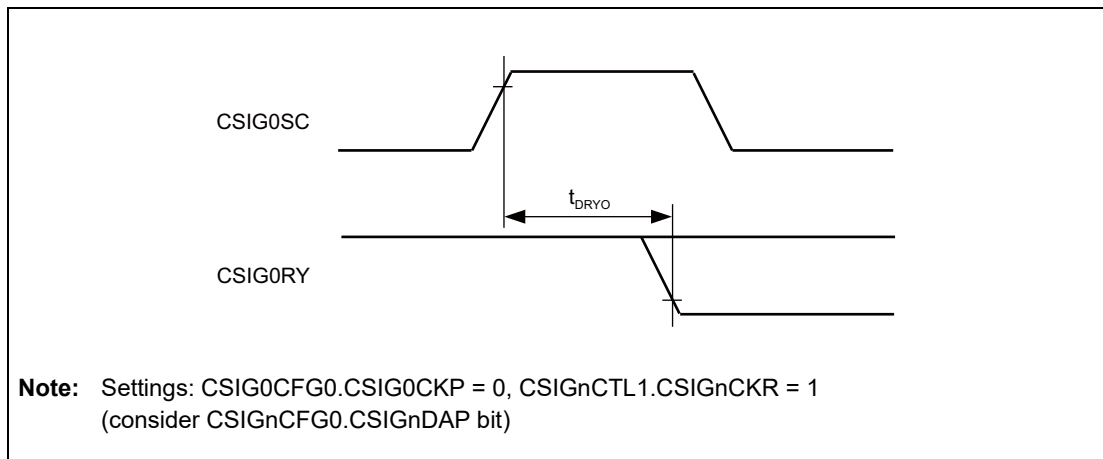 CSIG0SC
tDRYO
CSIG0RY
Note: Settings: CSIG0CFG0.CSIG0CKP = 0, CSIGnCTL1.CSIGnCKR = 1
(consider CSIGnCFG0.CSIGnDAP bit)